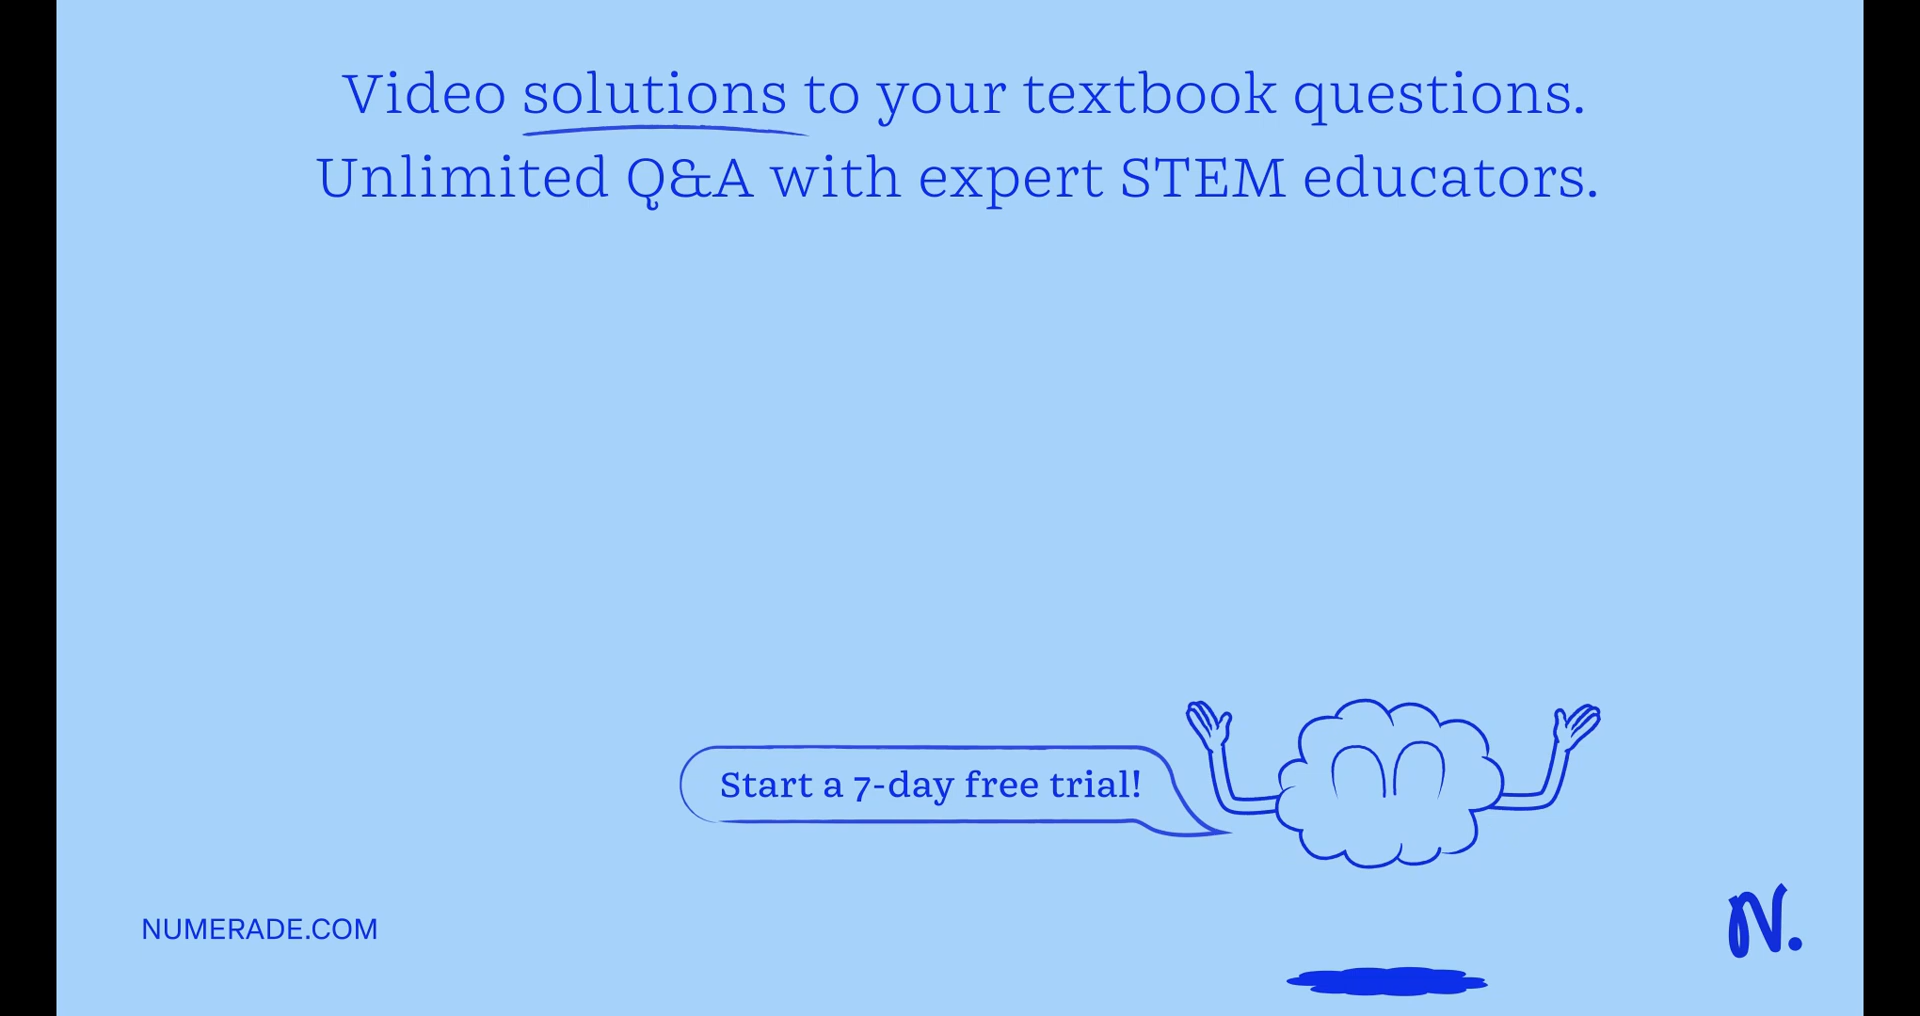 Video solutions to your textbook questions.
Unlimited Q&A with expert STEM educators.
Start a 7-day free trial!
NUMERADE.COM
N.